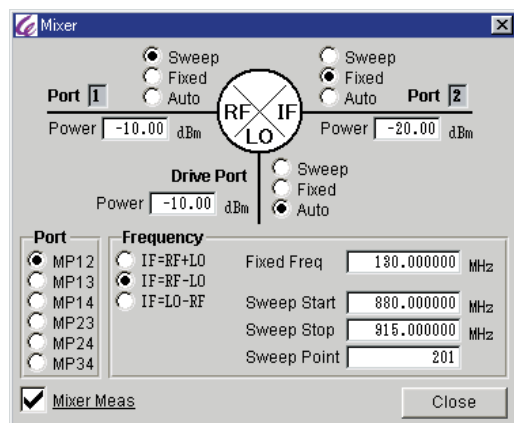 Mixer
Sweep
Fixed
Auto
Port 1
Power -10.00 dBm
RF IF
LO
Sweep
Fixed
Auto
Port 2
Power -20.00 dBm
Drive Port
Power -10.00 dBm
Sweep
Fixed
Auto
Port
MP12
MP13
MP14
MP23
MP24
MP34
Frequency
IF=RF+LO
IF=RF-LO
IF=LO-RF
Fixed Freq 130.000000 MHz
Sweep Start 880.000000 MHz
Sweep Stop 915.000000 MHz
Sweep Point 201
Mixer Meas
Close